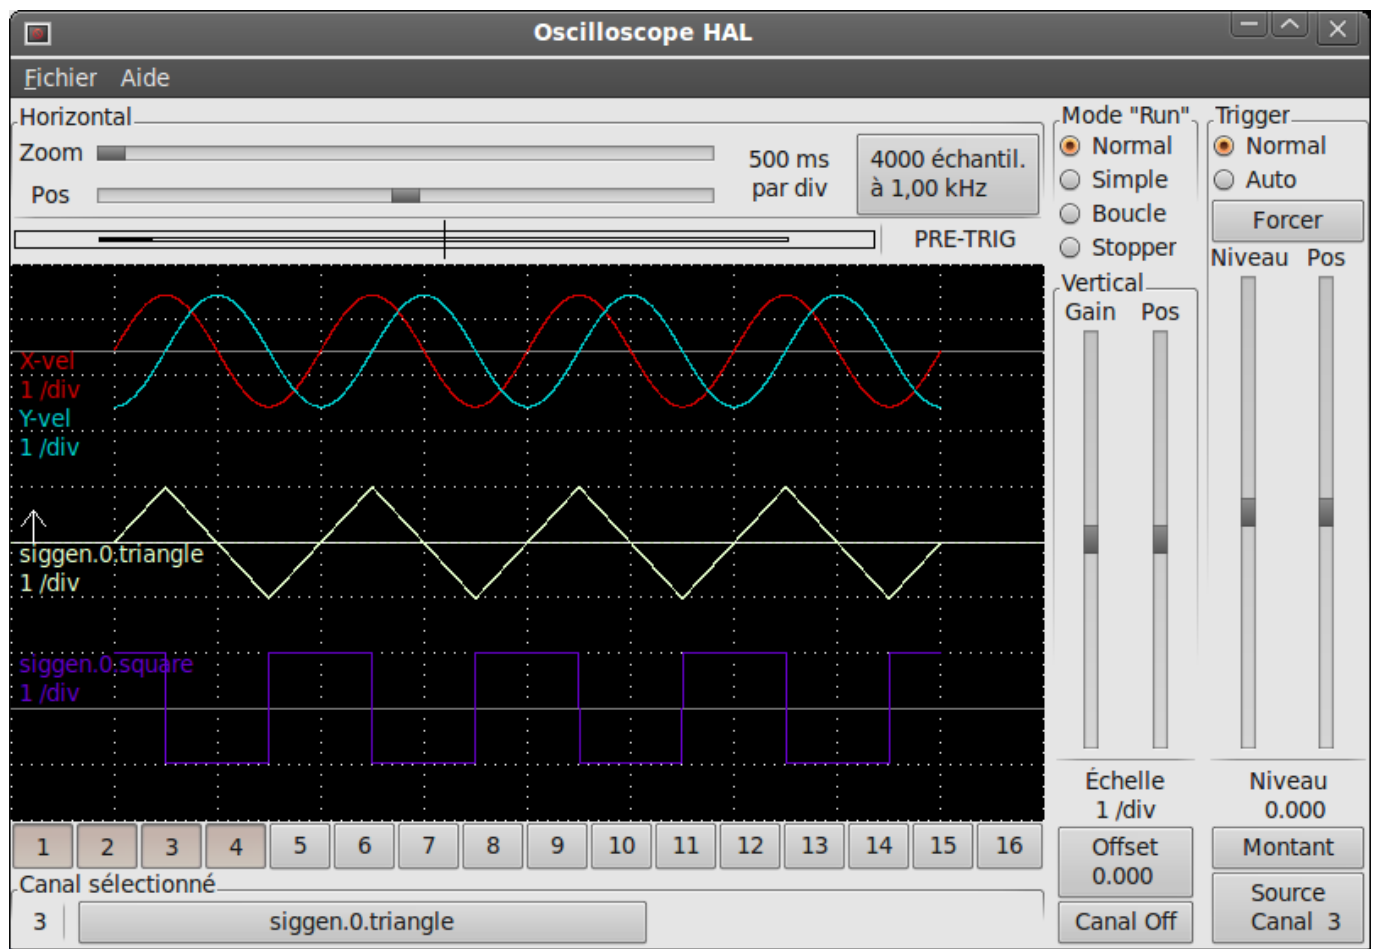 Oscilloscope HAL
Fichier Aide
Horizontal
Zoom
Pos
500 ms
par div
4000 échantil.
à 1,00 kHz
PRE-TRIG
Mode "Run"
Normal
Simple
Boucle
Stopper
Trigger
Normal
Auto
Forcer
Niveau Pos
Vertical
Gain Pos
X-vel
1 /div
Y-vel
1 /div
siggen.0.triangle
1 /div
siggen.0.square
1 /div
Échelle
1 /div
Offset
0.000
Canal Off
Niveau
0.000
Montant
Source
Canal 3
1 2 3 4 5 6 7 8 9 10 11 12 13 14 15 16
Canal sélectionné
3 siggen.0.triangle